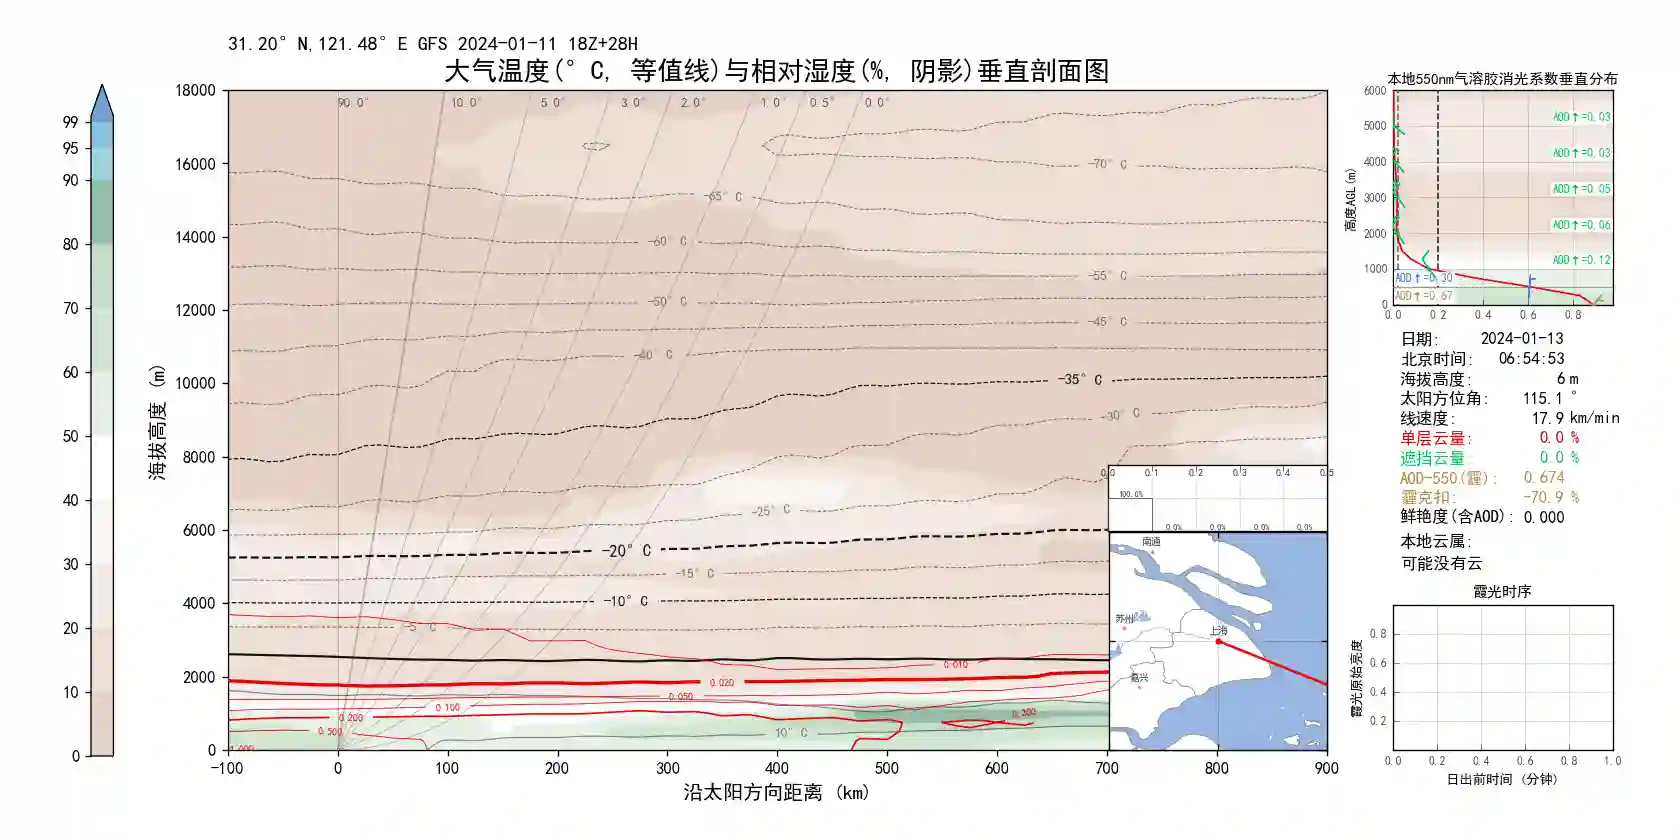 31.20°N,121.48°E GFS 2024-01-11 18Z+28H
大气温度(°C, 等值线)与相对湿度(%, 阴影)垂直剖面图
99
95
90
80
70
60
50
40
30
20
10
0
海拔高度 (m)
18000
16000
14000
12000
10000
8000
6000
4000
2000
0
90.0° 10.0° 5.0° 3.0° 2.0° 1.0° 0.5° 0.0°
-70°C
-65°C
-60°C
-55°C
-50°C
-45°C
-40°C
-35°C
-30°C
-25°C
-20°C
-15°C
-10°C
-5°C
10°C
0.010
0.020
0.050
0.100
0.200
0.200
0.500
1.000
-100 0 100 200 300 400 500 600 700 800 900
沿太阳方向距离 (km)
0.0 0.1 0.2 0.3 0.4 0.5
100.0%
0.0% 0.0% 0.0% 0.0%
南通
苏州
上海
嘉兴
本地550nm气溶胶消光系数垂直分布
高度AGL(m)
6000
5000
4000
3000
2000
1000
0
AOD↑=0.03
AOD↑=0.03
AOD↑=0.05
AOD↑=0.06
AOD↑=0.12
AOD↑=0.30
AOD↑=0.67
0.0 0.2 0.4 0.6 0.8
日期: 2024-01-13
北京时间: 06:54:53
海拔高度: 6 m
太阳方位角: 115.1 °
线速度: 17.9 km/min
单层云量: 0.0 %
遮挡云量: 0.0 %
AOD-550(霾): 0.674
霾克扣: -70.9 %
鲜艳度(含AOD): 0.000
本地云属:
可能没有云
霞光时序
霞光原始亮度
0.8
0.6
0.4
0.2
0.0 0.2 0.4 0.6 0.8 1.0
日出前时间 (分钟)